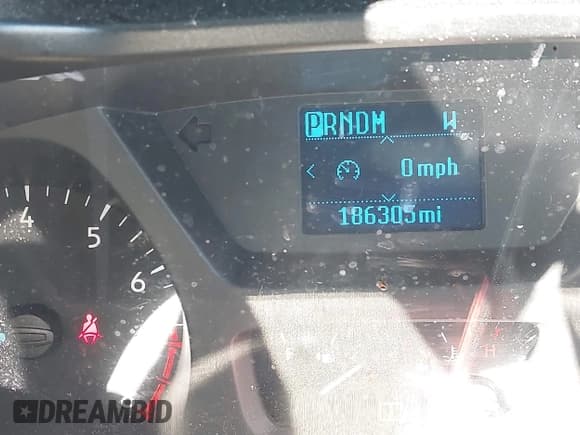 PRNDM W
0mph
186305mi
4
5
6
H
DREAMBID